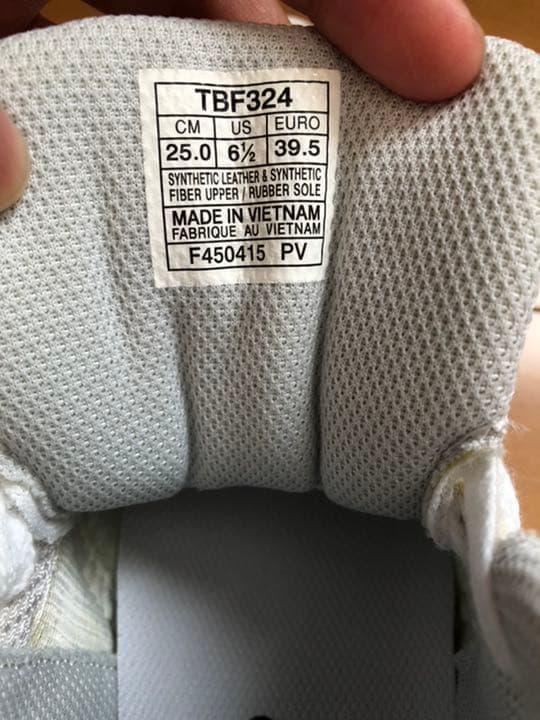 TBF324
CM US EURO
25.0 6½ 39.5
SYNTHETIC LEATHER & SYNTHETIC
FIBER UPPER / RUBBER SOLE
MADE IN VIETNAM
FABRIQUE AU VIETNAM
F450415 PV